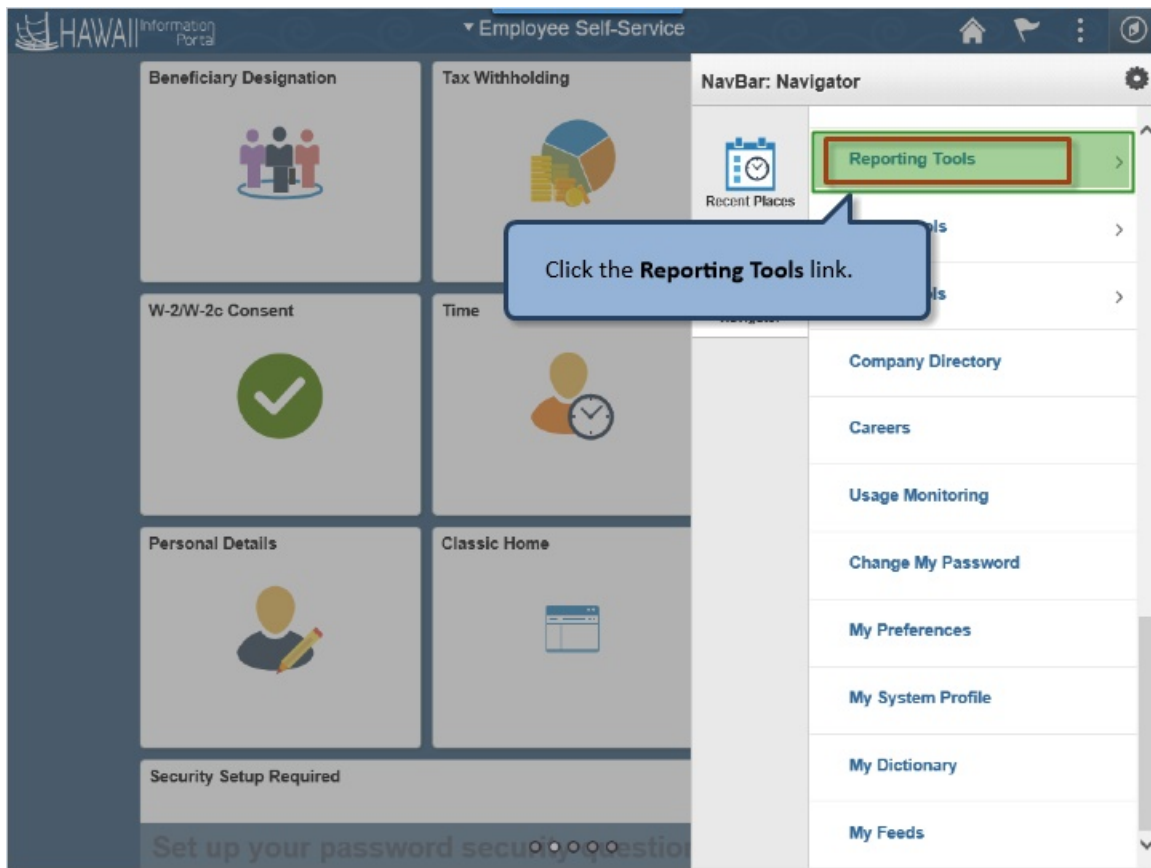 HAWAII Information
Portal
Employee Self-Service
Beneficiary Designation
Tax Withholding
NavBar: Navigator
Recent Places
Reporting Tools
Click the Reporting Tools link.
W-2/W-2c Consent
Time
Company Directory
Careers
Usage Monitoring
Personal Details
Classic Home
Change My Password
My Preferences
My System Profile
Security Setup Required
My Dictionary
My Feeds
Set up your password security question